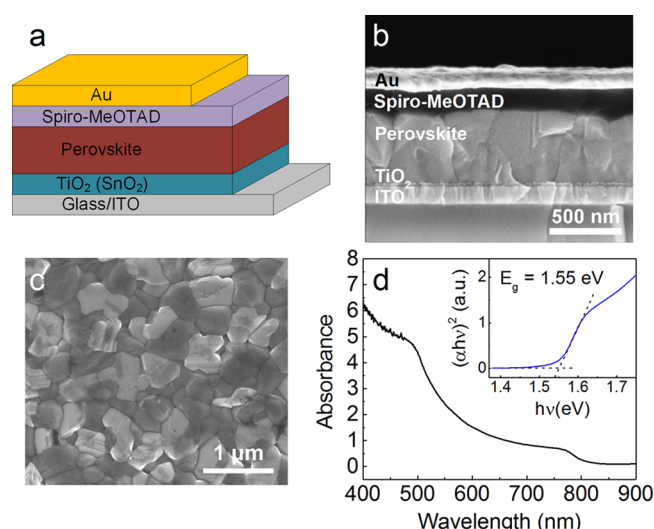 a
Au
Spiro-MeOTAD
Perovskite
TiO₂ (SnO₂)
Glass/ITO
b
Au
Spiro-MeOTAD
Perovskite
TiO₂
ITO
500 nm
c
1 µm
d
8
7
6
5
4
3
2
1
0
Absorbance
400 500 600 700 800 900
Wavelength (nm)
E_g = 1.55 eV
2
1
0
(αhν)²(a.u.)
1.4 1.5 1.6 1.7
hν(eV)